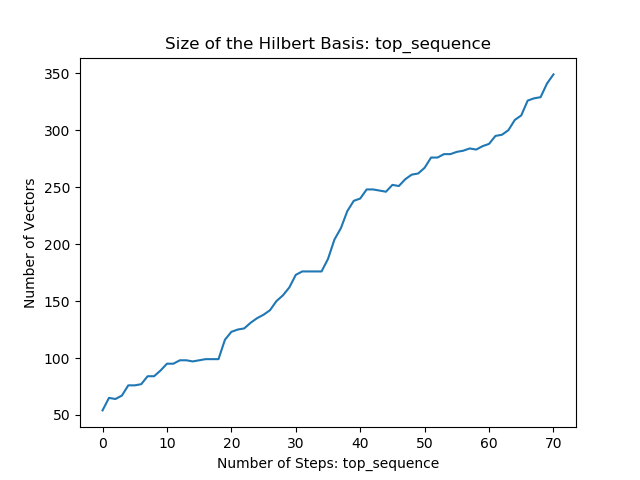 Size of the Hilbert Basis: top_sequence
Number of Vectors
350
300
250
200
150
100
50
0 10 20 30 40 50 60 70
Number of Steps: top_sequence